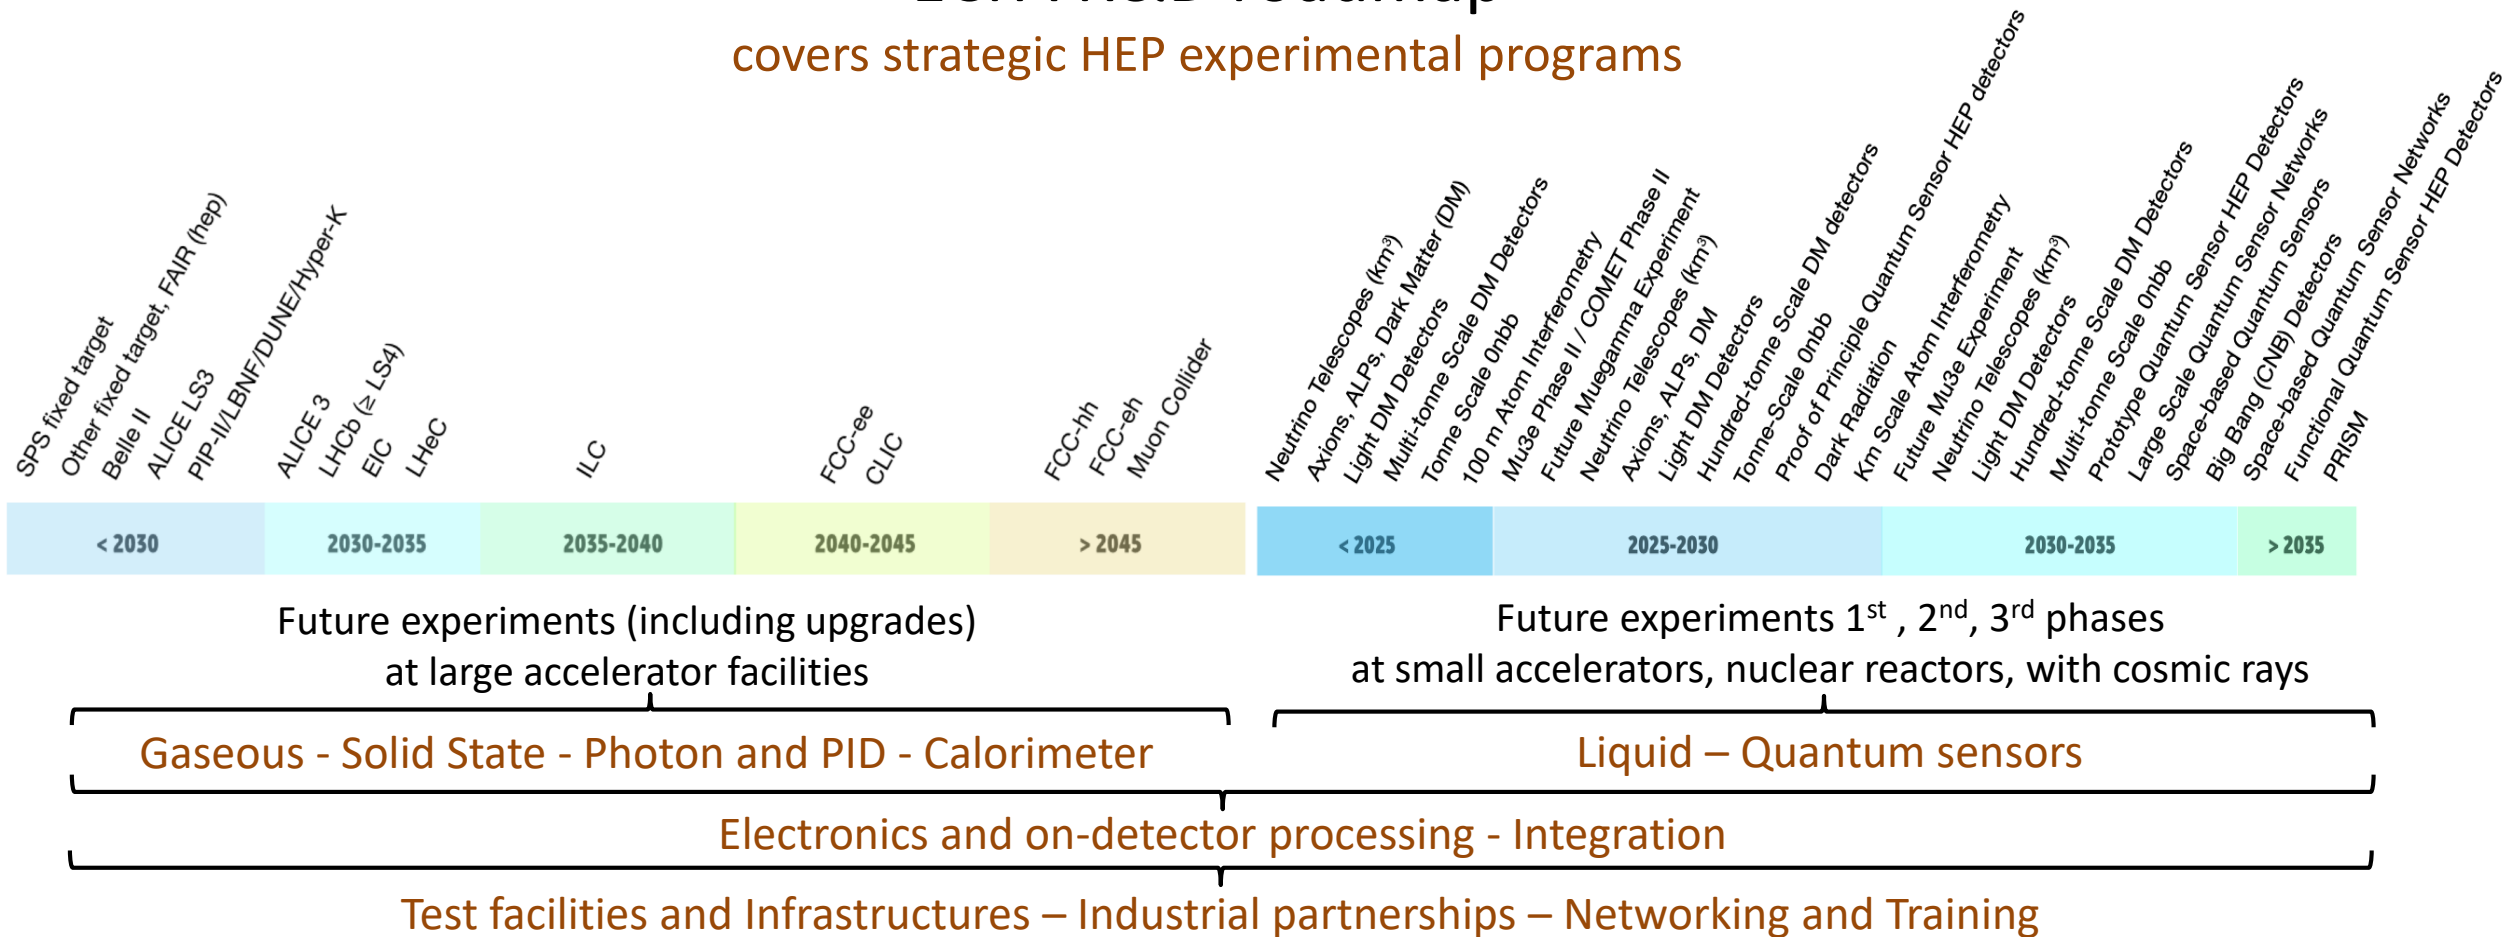 roadmap
covers strategic HEP experimental programs
SPS fixed target
Other fixed target, FAIR (hep)
Belle II
ALICE LS3
PIP-II/LBNF/DUNE/Hyper-K
ALICE 3
LHCb (≥ LS4)
EIC
LHeC
ILC
FCC-ee
CLIC
FCC-hh
FCC-eh
Muon Collider
Neutrino Telescopes (km³)
Axions, ALPs, Dark Matter (DM)
Light DM Detectors
Multi-tonne Scale DM Detectors
Tonne Scale 0nbb
100 m Atom Interferometry
Mu3e Phase II / COMET Phase II
Future Muegamma Experiment
Neutrino Telescopes (km³)
Axions, ALPs, DM
Light DM Detectors
Hundred-tonne Scale DM detectors
Tonne-Scale 0nbb
Proof of Principle Quantum Sensor HEP detectors
Dark Radiation
Km Scale Atom Interferometry
Future Mu3e Experiment
Neutrino Telescopes (km³)
Light DM Detectors
Hundred-tonne Scale DM Detectors
Multi-tonne Scale 0nbb
Prototype Quantum Sensor HEP Detectors
Large Scale Quantum Sensor Networks
Space-based Quantum Sensors
Big Bang (CNB) Detectors
Space-based Quantum Sensor Networks
Functional Quantum Sensor HEP Detectors
PRISM
< 2030
2030-2035
2035-2040
2040-2045
> 2045
< 2025
2025-2030
2030-2035
> 2035
Future experiments (including upgrades)
at large accelerator facilities
Future experiments 1st , 2nd, 3rd phases
at small accelerators, nuclear reactors, with cosmic rays
Gaseous - Solid State - Photon and PID - Calorimeter
Liquid – Quantum sensors
Electronics and on-detector processing - Integration
Test facilities and Infrastructures – Industrial partnerships – Networking and Training